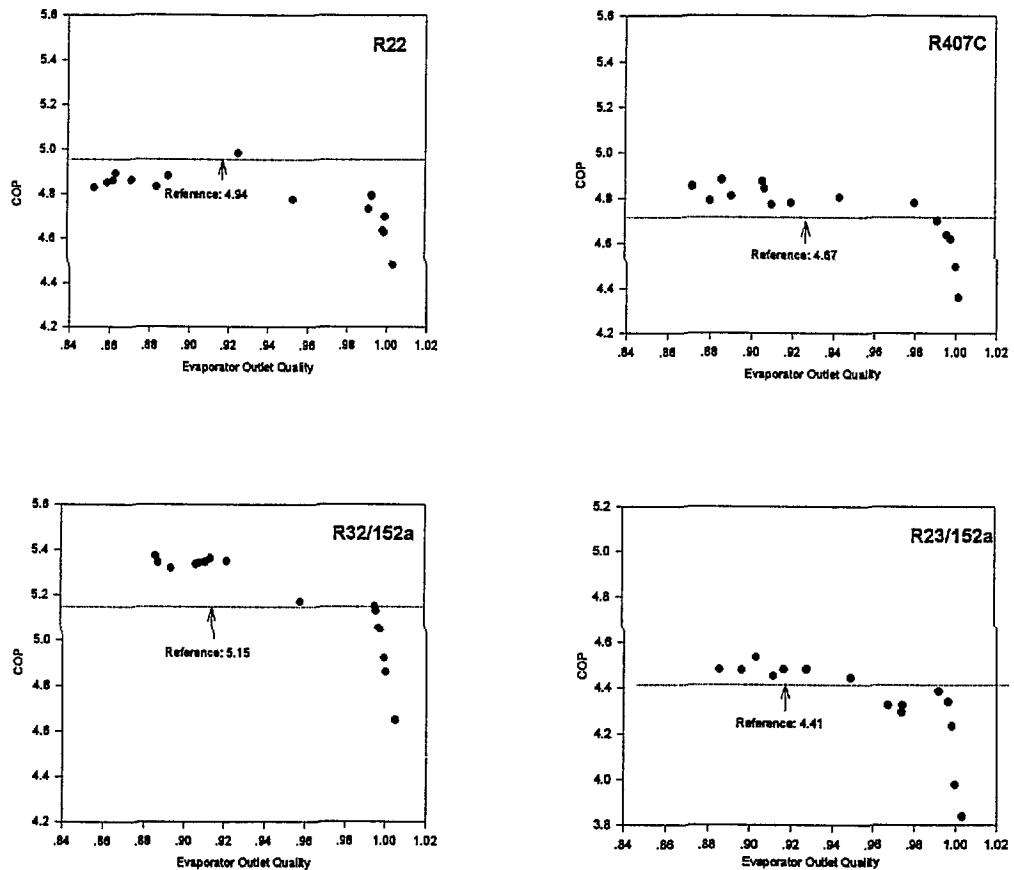 5.6
R22
5.4
5.2
5.0
COP
4.8
Reference: 4.94
4.6
4.4
4.2
.84 .86 .88 .90 .92 .94 .96 .98 1.00 1.02
Evaporator Outlet Quality
5.6
R407C
5.4
5.2
5.0
COP
4.8
4.6
Reference: 4.67
4.4
4.2
.84 .86 .88 .90 .92 .94 .96 .98 1.00 1.02
Evaporator Outlet Quality
5.6
R32/152a
5.4
5.2
5.0
COP
Reference: 5.15
4.8
4.6
4.4
4.2
.84 .86 .88 .90 .92 .94 .96 .98 1.00 1.02
Evaporator Outlet Quality
5.2
R23/152a
5.0
4.8
4.6
COP
4.4
Reference: 4.41
4.2
4.0
3.8
.84 .86 .88 .90 .92 .94 .96 .98 1.00 1.02
Evaporator Outlet Quality